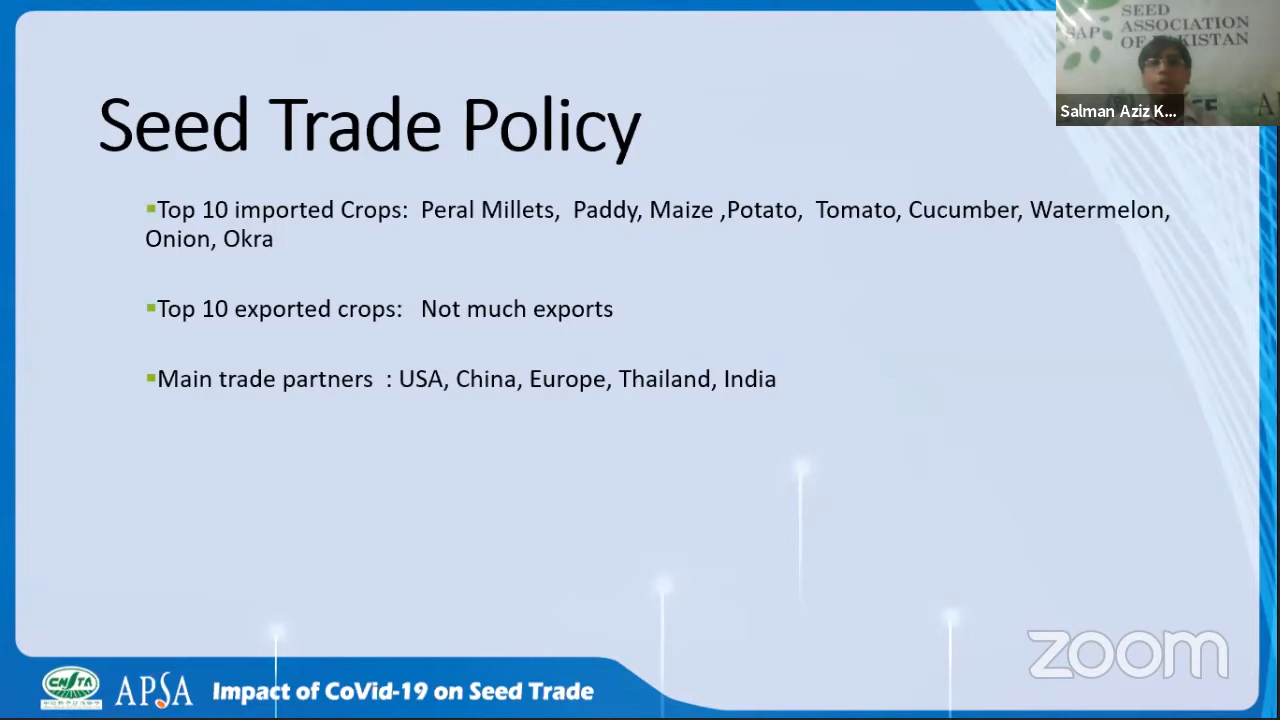 SEED
SAP ASSOCIATION
OF PAKISTAN
Salman Aziz K...
Seed Trade Policy
Top 10 imported Crops: Peral Millets, Paddy, Maize ,Potato, Tomato, Cucumber, Watermelon,
Onion, Okra
Top 10 exported crops: Not much exports
Main trade partners : USA, China, Europe, Thailand, India
zoom
CNSTA
APSA
Impact of CoVid-19 on Seed Trade